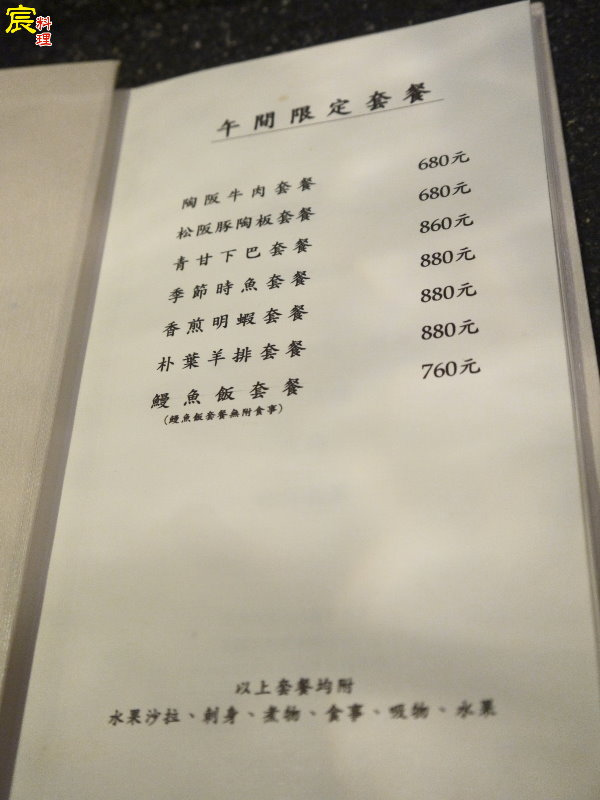 宸料理
午間限定套餐
陶阪牛肉套餐 680元
松阪豚陶板套餐 680元
青甘下巴套餐 860元
季節時魚套餐 880元
香煎明蝦套餐 880元
朴葉羊排套餐 880元
鰻魚飯套餐 760元
(鰻魚飯套餐無附食事)
以上套餐均附
水果沙拉、刺身、煮物、食事、吸物、水果